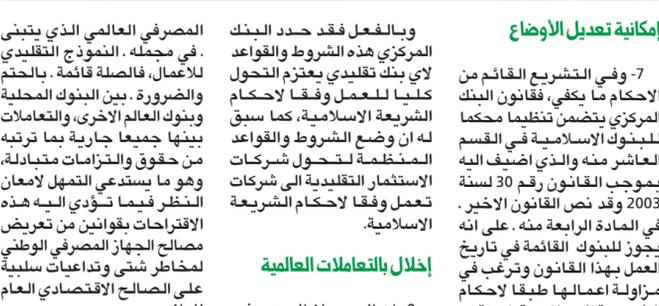 إمكانية تعديل الأوضاع
7- وفي التشريع القائم من
الاحكام ما يكفي، فقانون البنك
المركزي يتضمن تنظيما محكما
للبنوك الاسلامية في القسم
العاشر منه والذي اضيف اليه
بموجب القانون رقم 30 لسنة
2003 وقد نص القانون الاخير .
في المادة الرابعة منه . على انه
يجوز للبنوك القائمة في تاريخ
العمل بهذا القانون وترغب في
مزاولة اعمالها طبقا لاحكام
وبالفعل فقد حدد البنك
المركزي هذه الشروط والقواعد
لاي بنك تقليدي يعتزم التحول
كليا للعمل وفقا لاحكام
الشريعة الاسلامية، كما سبق
له ان وضع الشروط والقواعد
المنظمة لتحول شركات
الاستثمار التقليدية الى شركات
تعمل وفقا لاحكام الشريعة
الاسلامية.
إخلال بالتعاملات العالمية
المصرفي العالمي الذي يتبنى
. في مجمله . النموذج التقليدي
للاعمال، فالصلة قائمة . بالحتم
والضرورة . بين البنوك المحلية
وبنوك العالم الاخرى، والتعاملات
بينها جميعا جارية بما ترتبه
من حقوق والتزامات متبادلة،
وهو ما يستدعي التمهل لامعان
النظر فيما تؤدي اليه هذه
الاقتراحات بقوانين من تعريض
مصالح الجهاز المصرفي الوطني
لمخاطر شتى وتداعيات سلبية
على الصالح الاقتصادي العام